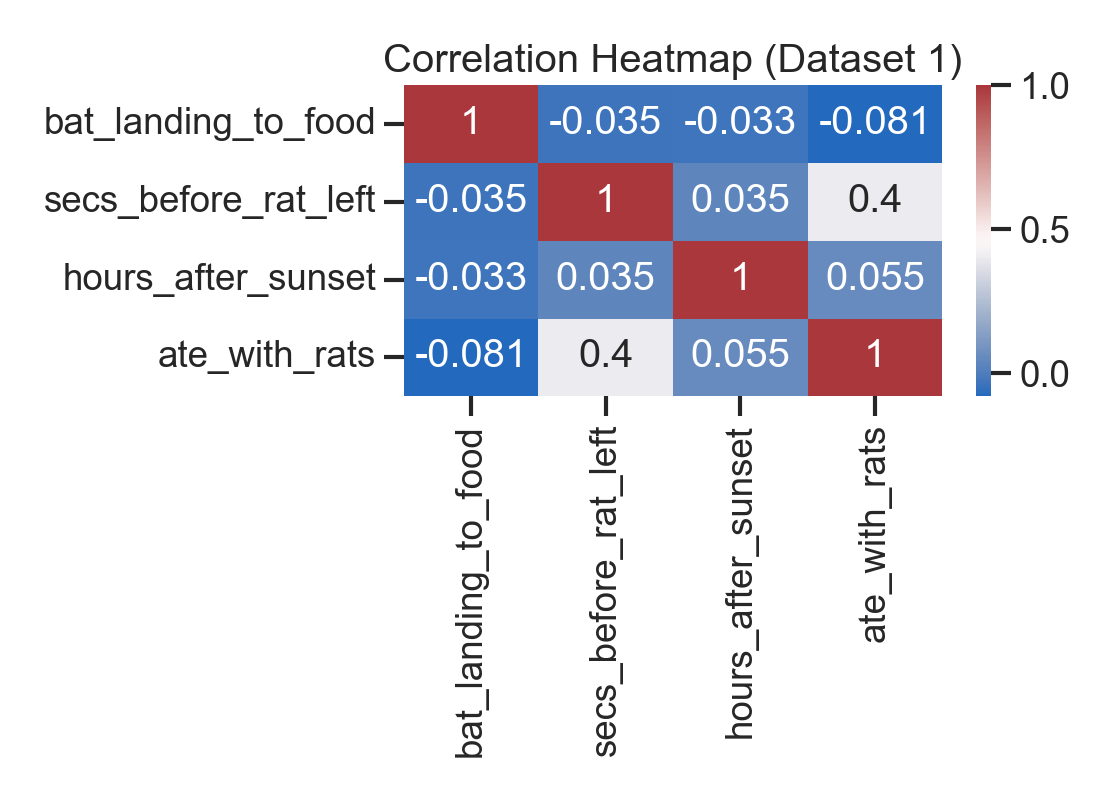 Correlation Heatmap (Dataset 1)
bat_landing_to_food 1 -0.035 -0.033 -0.081
secs_before_rat_left -0.035 1 0.035 0.4
hours_after_sunset -0.033 0.035 1 0.055
ate_with_rats -0.081 0.4 0.055 1
bat_landing_to_food
secs_before_rat_left
hours_after_sunset
ate_with_rats
1.0
0.5
0.0